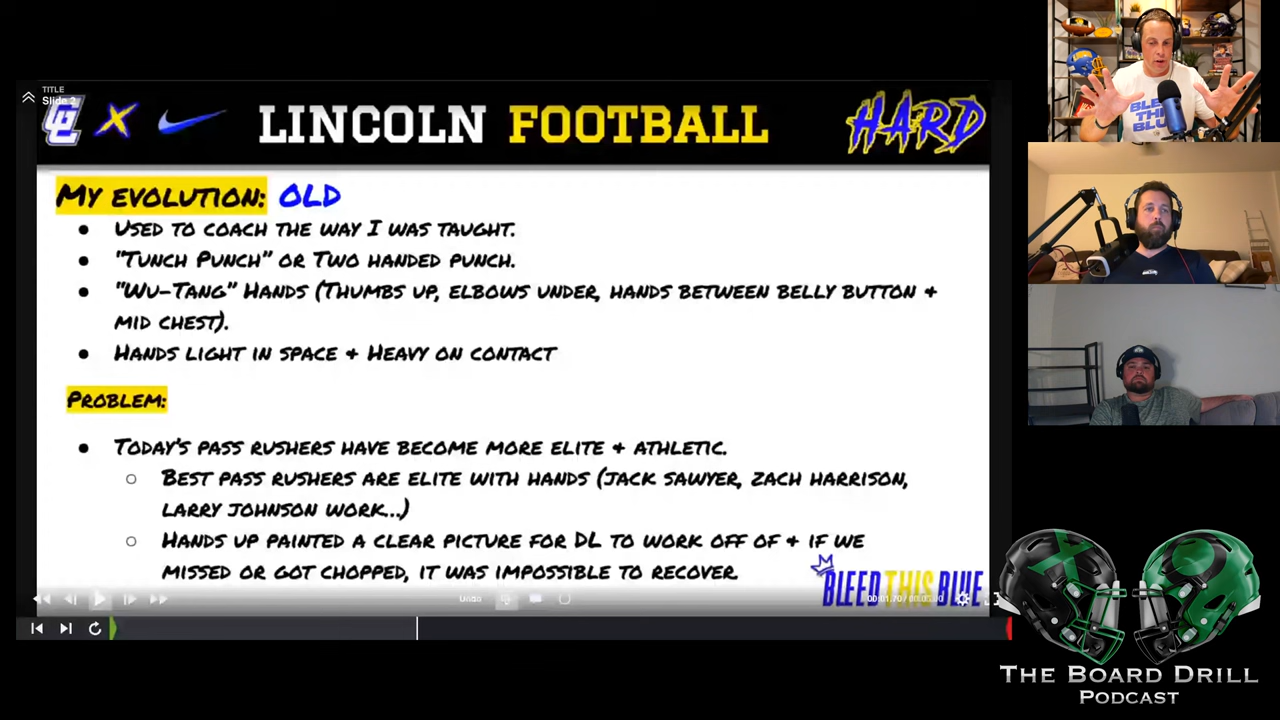 TITLE
Slide 2
LINCOLN FOOTBALL
HARD
MY EVOLUTION: OLD
● USED TO COACH THE WAY I WAS TAUGHT.
● "TUNCH PUNCH" OR TWO HANDED PUNCH.
● "WU-TANG" HANDS (THUMBS UP, ELBOWS UNDER, HANDS BETWEEN BELLY BUTTON &
MID CHEST).
● HANDS LIGHT IN SPACE & HEAVY ON CONTACT
PROBLEM:
● TODAY'S PASS RUSHERS HAVE BECOME MORE ELITE & ATHLETIC.
○ BEST PASS RUSHERS ARE ELITE WITH HANDS (JACK SAWYER, ZACH HARRISON,
LARRY JOHNSON WORK...)
○ HANDS UP PAINTED A CLEAR PICTURE FOR DL TO WORK OFF OF & IF WE
MISSED OR GOT CHOPPED, IT WAS IMPOSSIBLE TO RECOVER.
BLEED THIS BLUE
THE BOARD DRILL
PODCAST